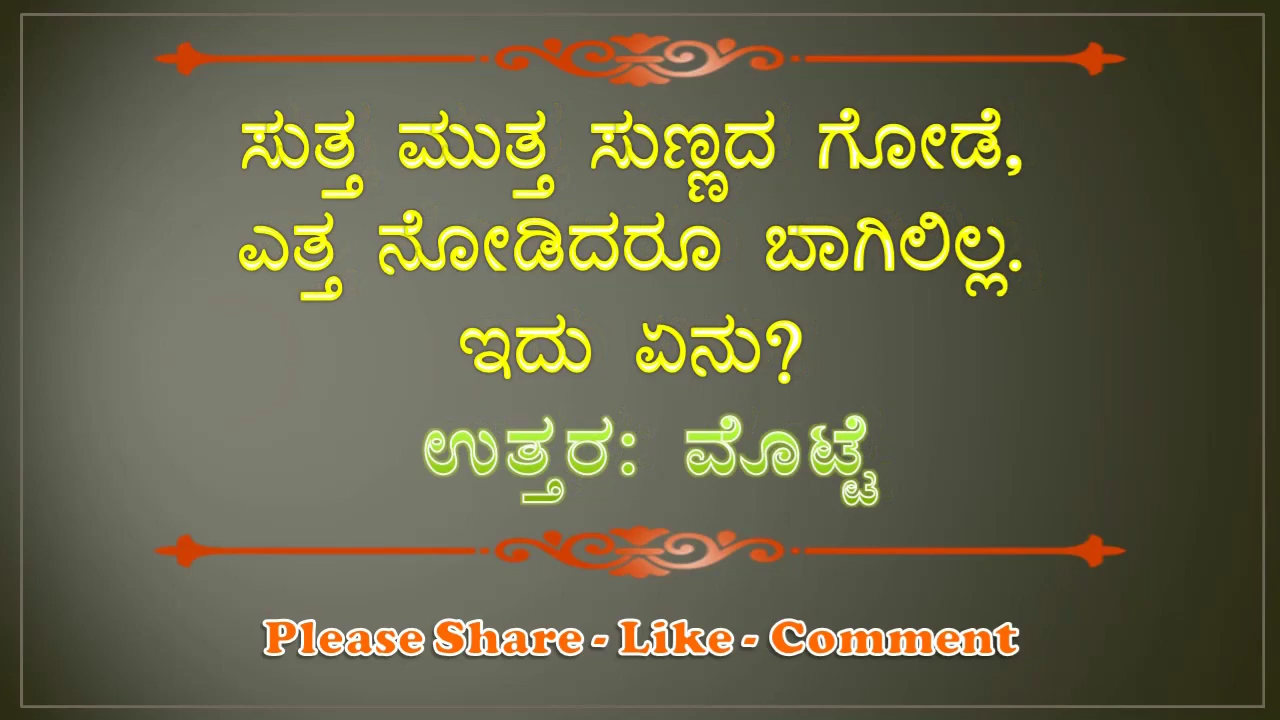 ಸುತ್ತ ಮುತ್ತ ಸುಣ್ಣದ ಗೋಡೆ,
ಎತ್ತ ನೋಡಿದರೂ ಬಾಗಿಲಿಲ್ಲ.
ಇದು ಏನು?
ಉತ್ತರ: ಮೊಟ್ಟೆ
Please Share - Like - Comment